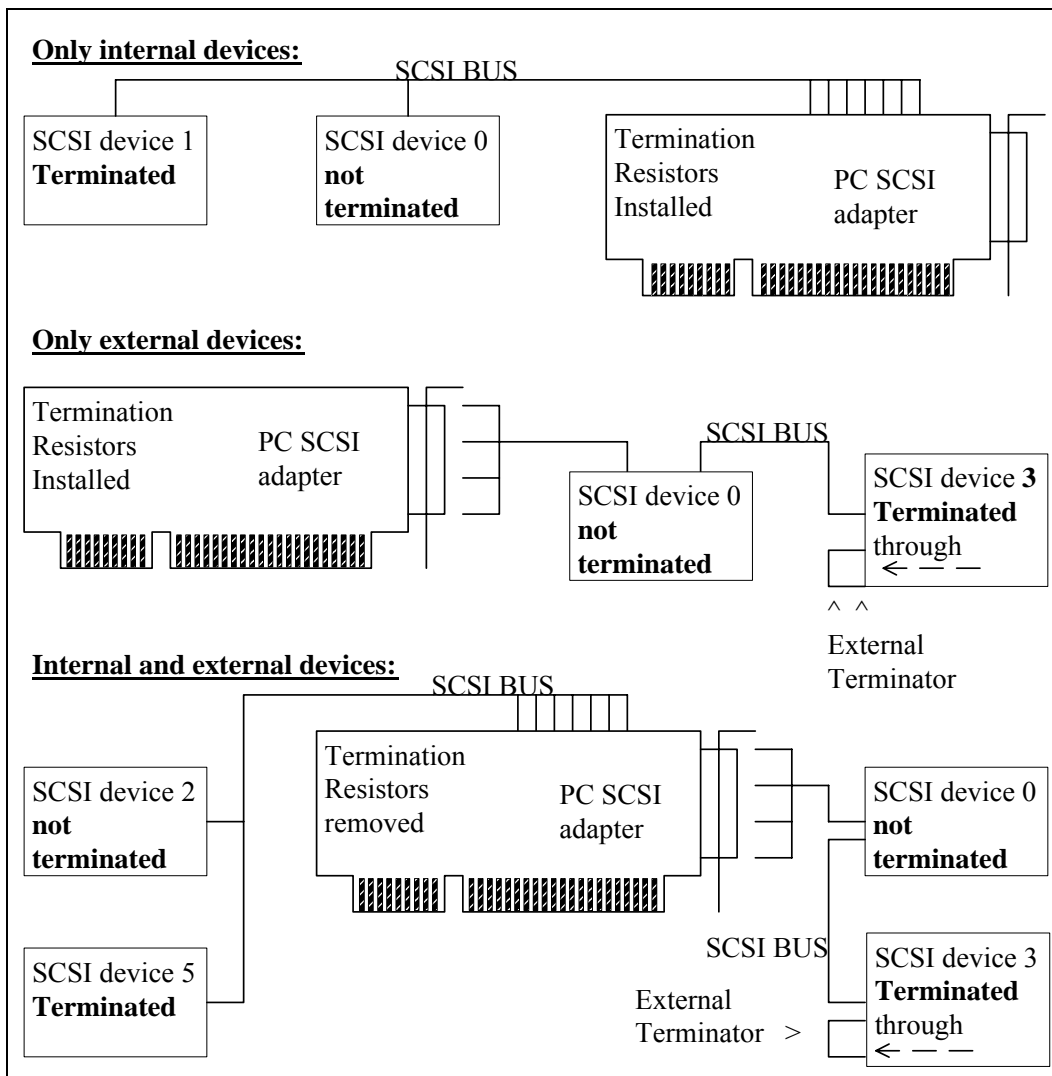 Only internal devices:
SCSI BUS
SCSI device 1
Terminated
SCSI device 0
not
terminated
Termination
Resistors
Installed
PC SCSI
adapter
Only external devices:
Termination
Resistors
Installed
PC SCSI
adapter
SCSI BUS
SCSI device 0
not
terminated
SCSI device 3
Terminated
through
^ ^
External
Terminator
Internal and external devices:
SCSI BUS
SCSI device 2
not
terminated
Termination
Resistors
removed
PC SCSI
adapter
SCSI device 0
not
terminated
SCSI device 5
Terminated
SCSI BUS
External
Terminator >
SCSI device 3
Terminated
through